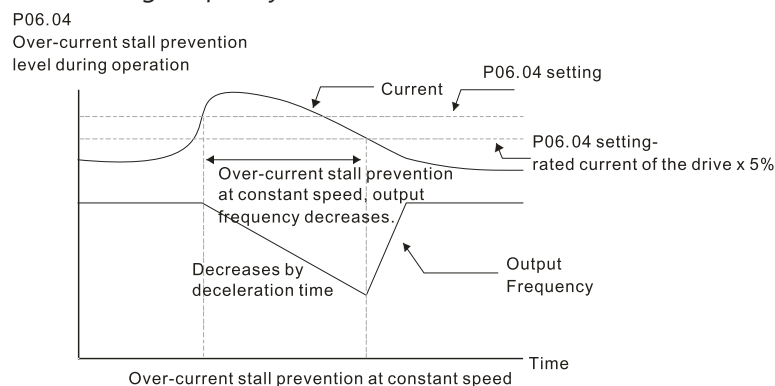 P06.04
Over-current stall prevention
level during operation
Current
P06.04 setting
P06.04 setting-
rated current of the drive x 5%
Over-current stall prevention
at constant speed, output
frequency decreases.
Decreases by
deceleration time
Output
Frequency
Time
Over-current stall prevention at constant speed